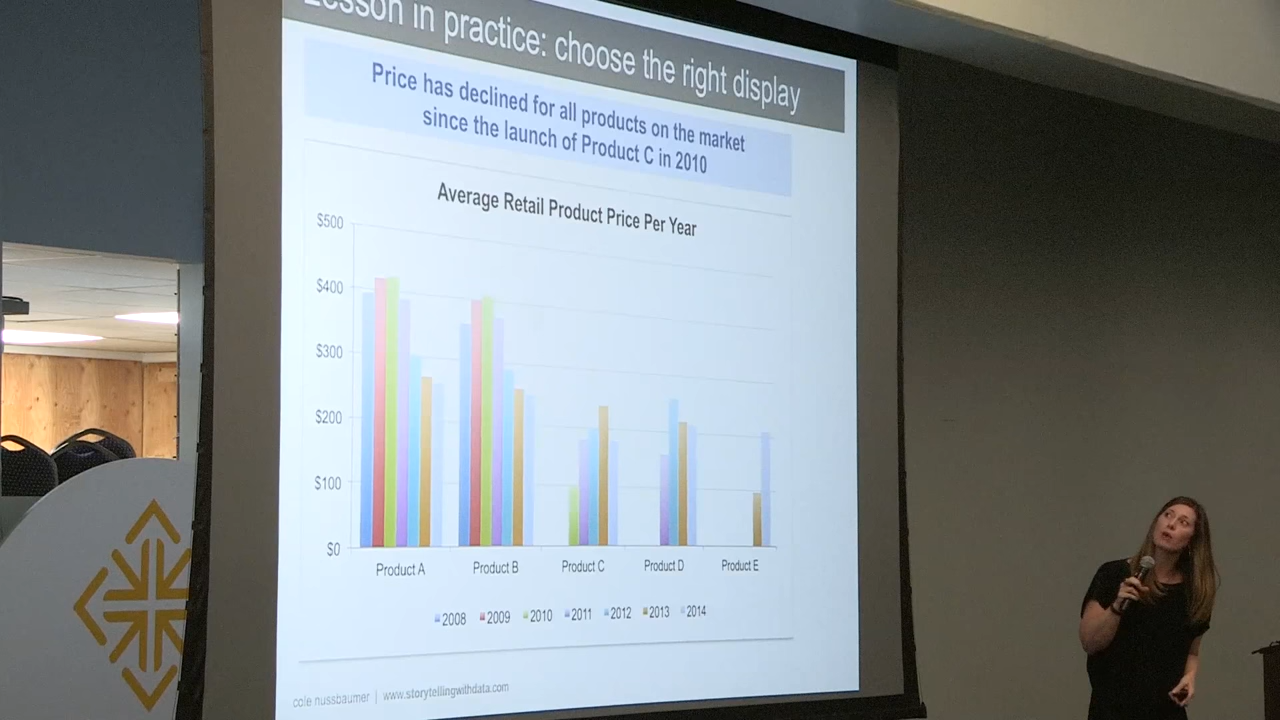 Lesson in practice: choose the right display
Price has declined for all products on the market
since the launch of Product C in 2010
Average Retail Product Price Per Year
$500
$400
$300
$200
$100
$0
Product A Product B Product C Product D Product E
2008 2009 2010 2011 2012 2013 2014
cole nussbaumer | www.storytellingwithdata.com